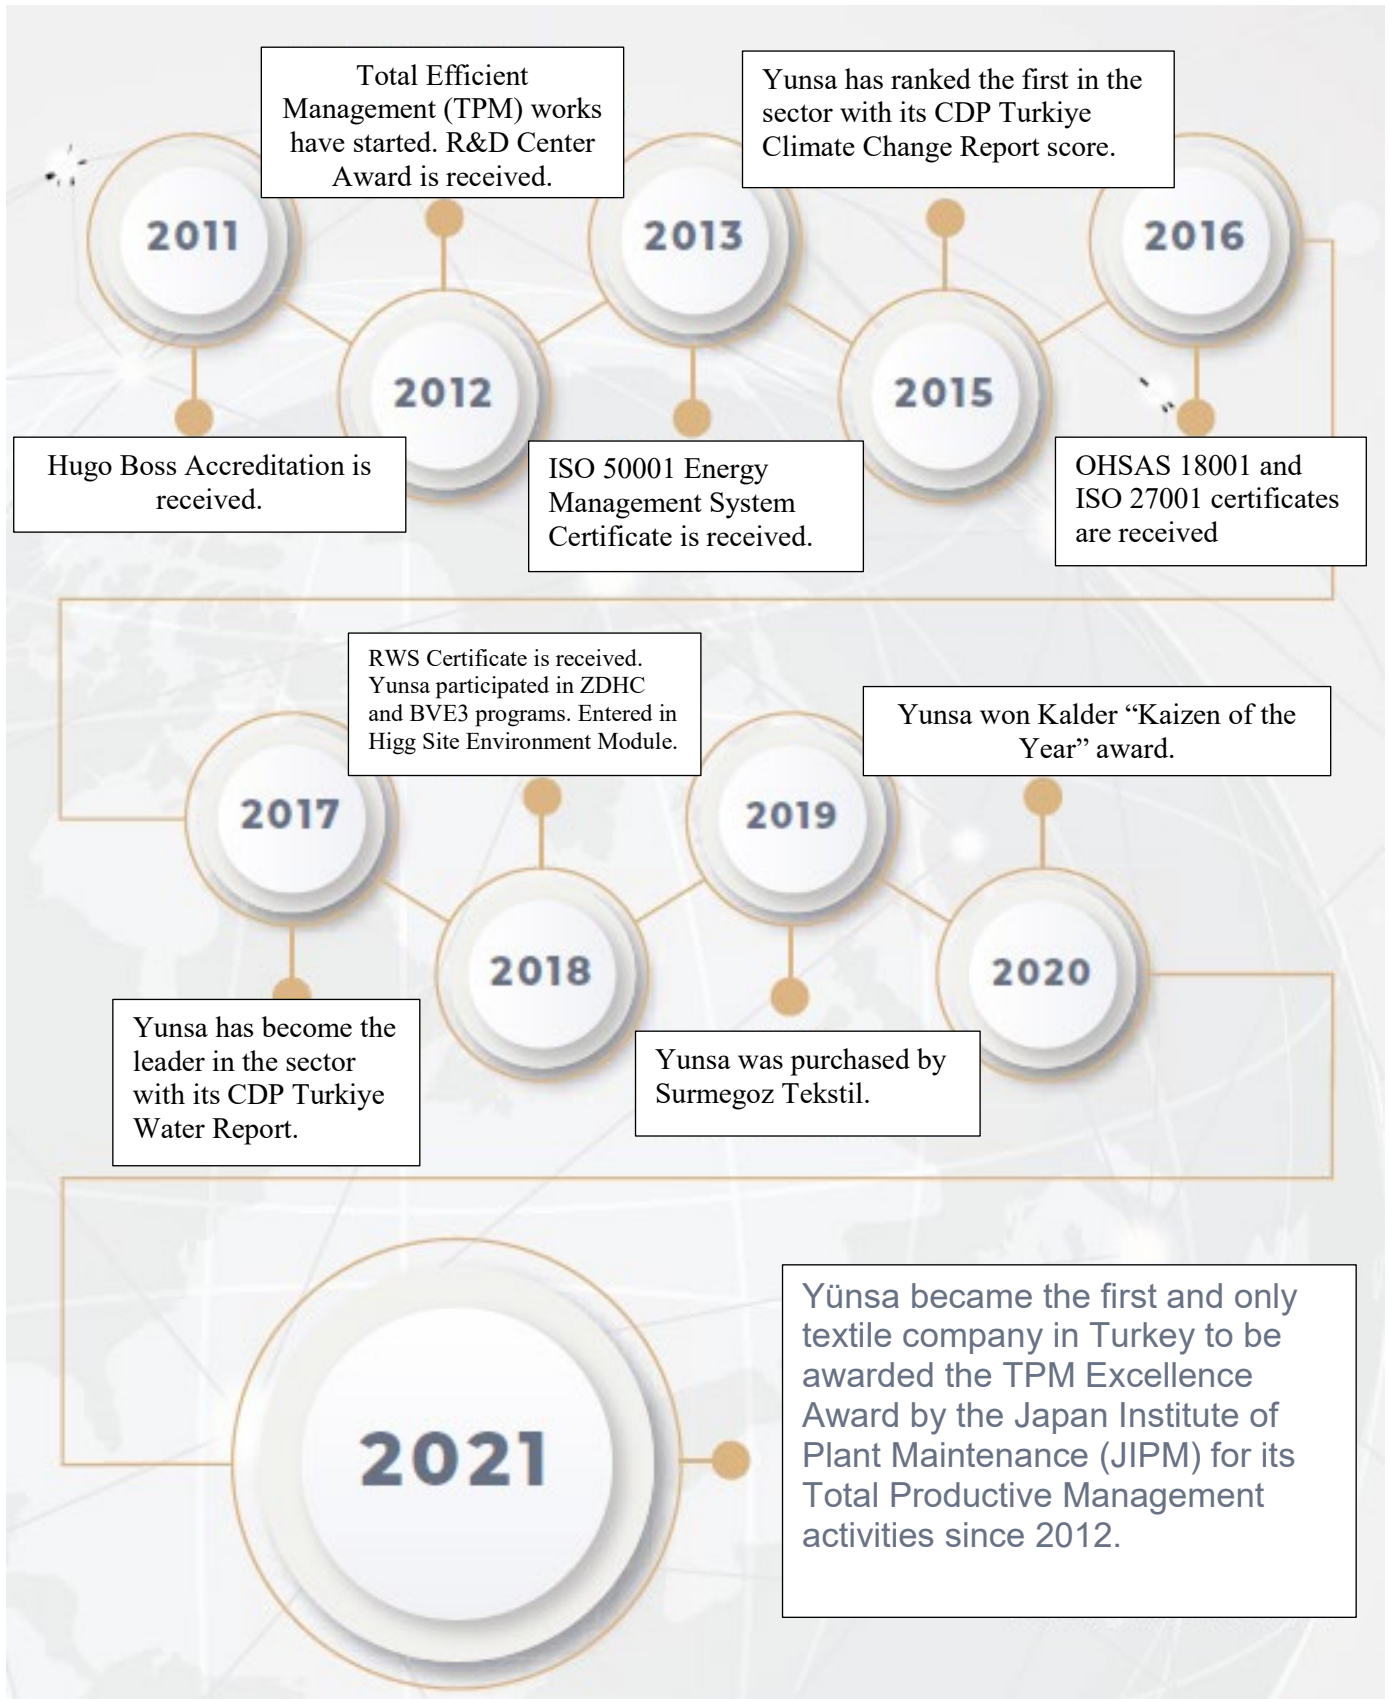 2011
Hugo Boss Accreditation is
received.
Total Efficient
Management (TPM) works
have started. R&D Center
Award is received.
2012
2013
ISO 50001 Energy
Management System
Certificate is received.
Yunsa has ranked the first in the
sector with its CDP Turkiye
Climate Change Report score.
2015
2016
OHSAS 18001 and
ISO 27001 certificates
are received
2017
Yunsa has become the
leader in the sector
with its CDP Turkiye
Water Report.
RWS Certificate is received.
Yunsa participated in ZDHC
and BVE3 programs. Entered in
Higg Site Environment Module.
2018
2019
Yunsa was purchased by
Surmegoz Tekstil.
Yunsa won Kalder “Kaizen of the
Year” award.
2020
2021
Yünsa became the first and only
textile company in Turkey to be
awarded the TPM Excellence
Award by the Japan Institute of
Plant Maintenance (JIPM) for its
Total Productive Management
activities since 2012.